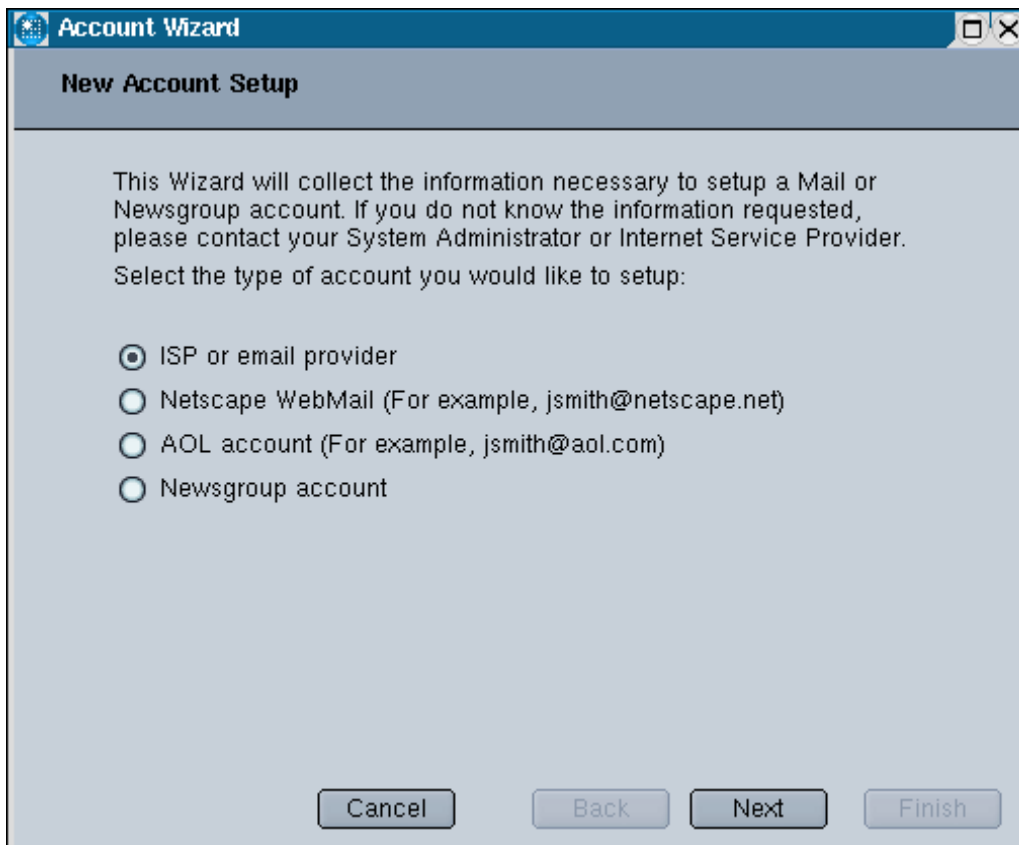 Account Wizard
New Account Setup
This Wizard will collect the information necessary to setup a Mail or
Newsgroup account. If you do not know the information requested,
please contact your System Administrator or Internet Service Provider.
Select the type of account you would like to setup:
ISP or email provider
Netscape WebMail (For example, jsmith@netscape.net)
AOL account (For example, jsmith@aol.com)
Newsgroup account
Cancel Back Next Finish